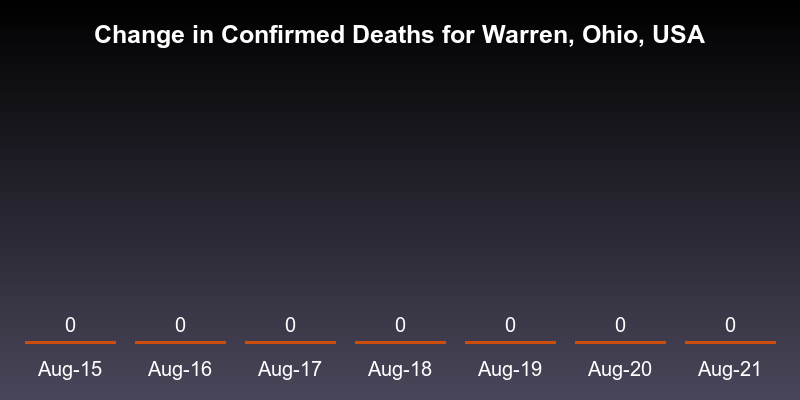 Change in Confirmed Deaths for Warren, Ohio, USA
0 0 0 0 0 0 0
Aug-15 Aug-16 Aug-17 Aug-18 Aug-19 Aug-20 Aug-21